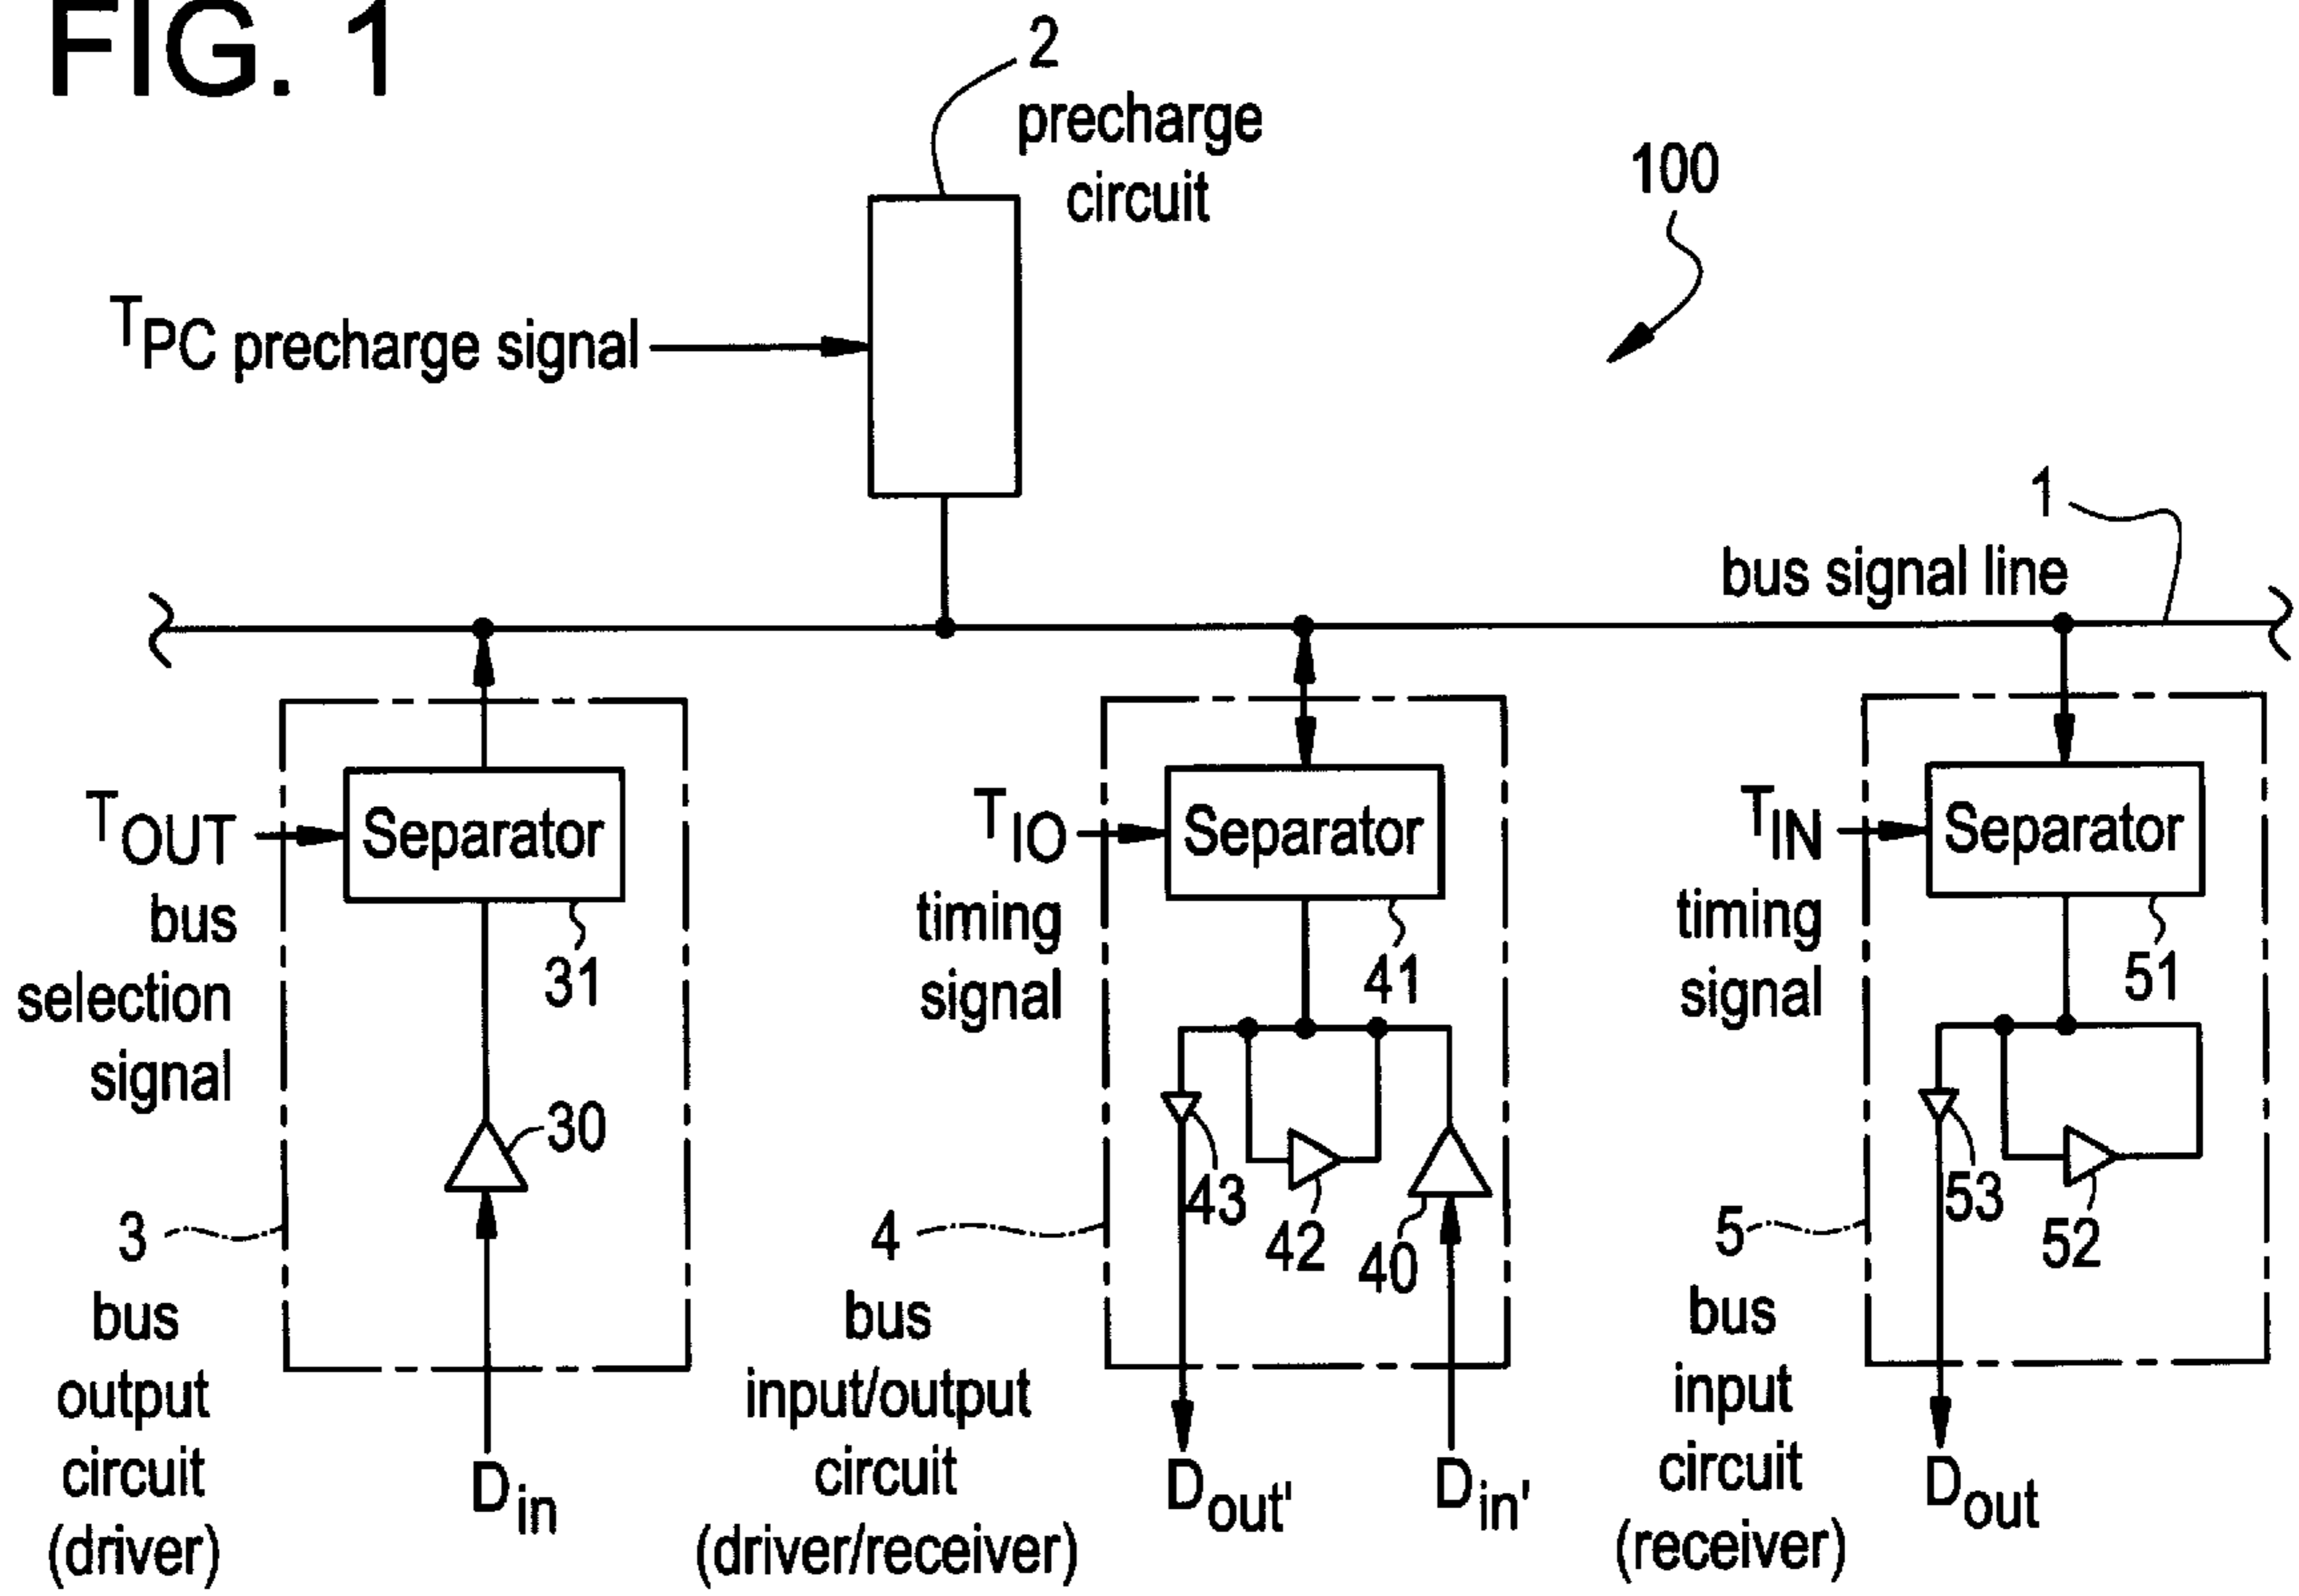 FIG. 1
2
precharge
circuit
100
TPC precharge signal
1
bus signal line
TOUT
bus
selection
signal
Separator
31
30
3
bus
output
circuit
(driver)
Din
TIO
timing
signal
Separator
41
43
42
40
4
bus
input/output
circuit
(driver/receiver)
Dout'
Din'
TIN
timing
signal
Separator
51
53
52
5
bus
input
circuit
(receiver)
Dout